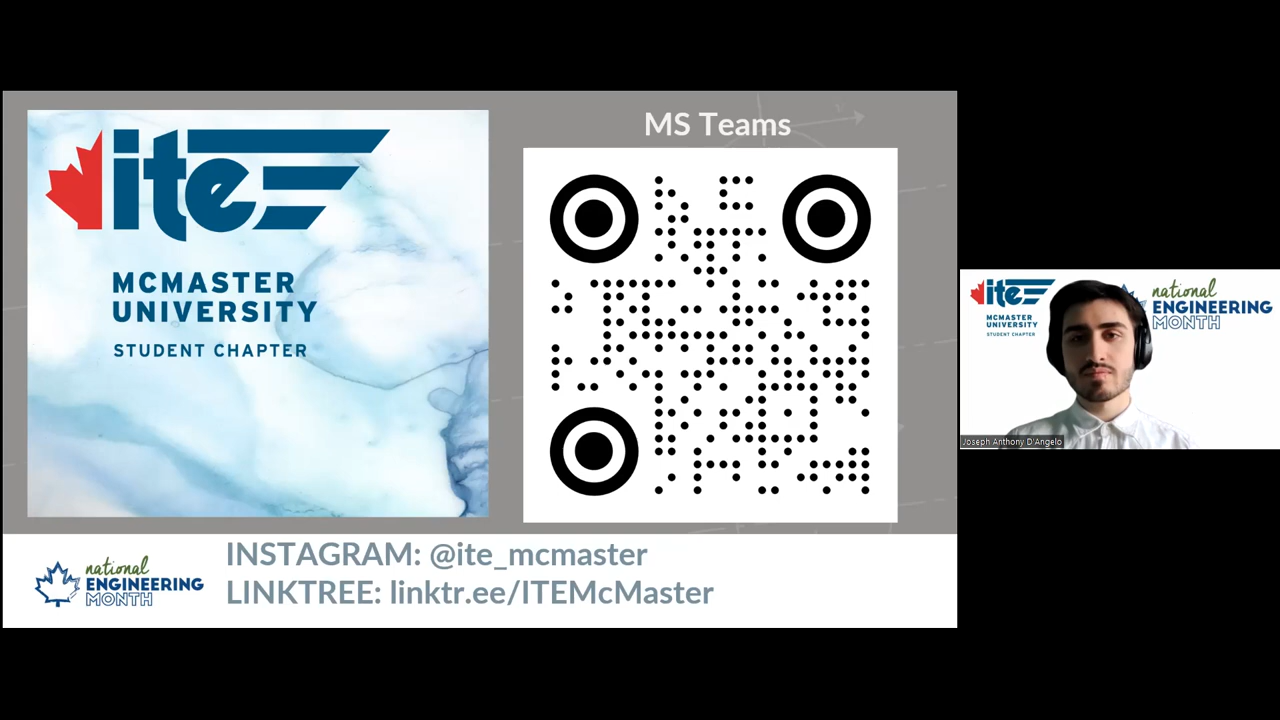 ite
MCMASTER
UNIVERSITY
STUDENT CHAPTER
MS Teams
national
ENGINEERING
MONTH
INSTAGRAM: @ite_mcmaster
LINKTREE: linktr.ee/ITEMcMaster
ite
MCMASTER
UNIVERSITY
STUDENT CHAPTER
national
ENGINEERING
MONTH
Joseph Anthony D'Angelo